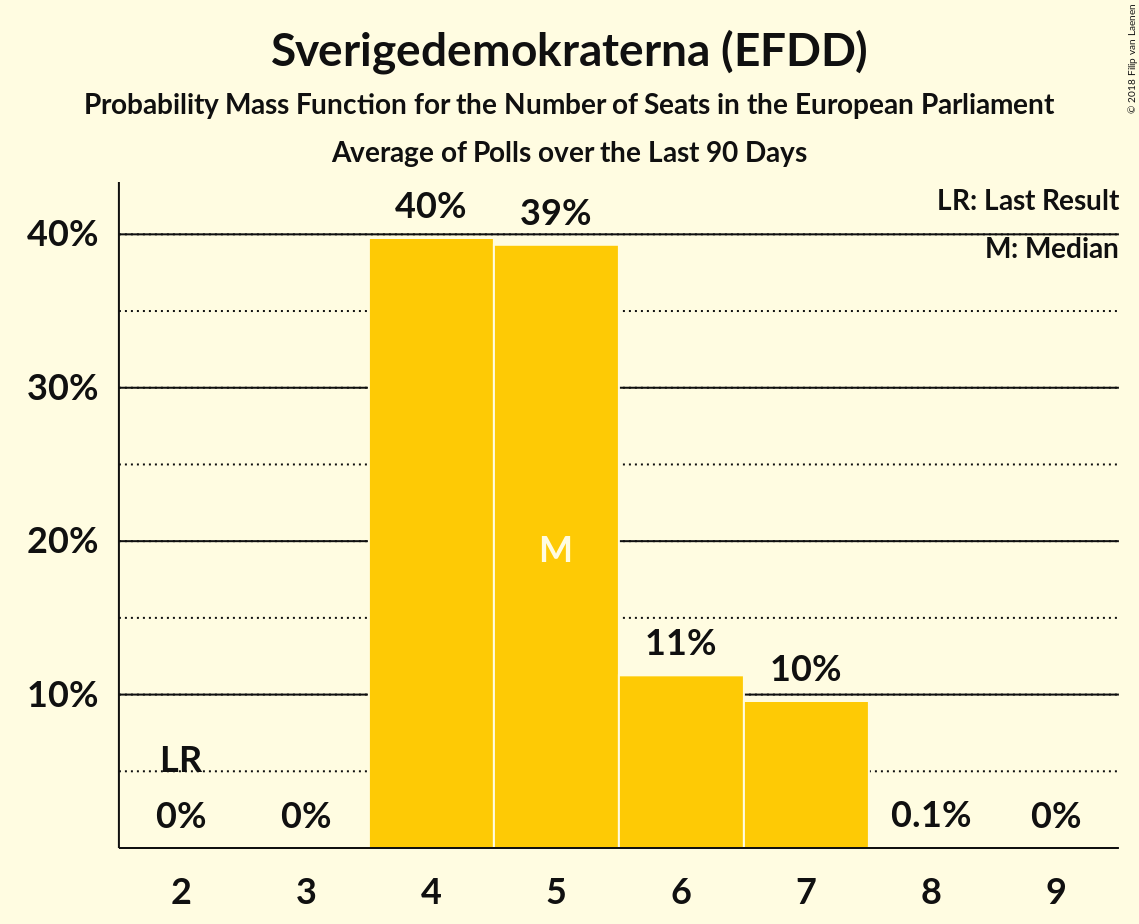 Sverigedemokraterna (EFDD)
Probability Mass Function for the Number of Seats in the European Parliament
Average of Polls over the Last 90 Days
© 2018 Filip van Laenen
LR: Last Result
M: Median
40%
30%
20%
10%
0%
0%
40%
39%
11%
10%
0.1%
0%
LR
M
2 3 4 5 6 7 8 9